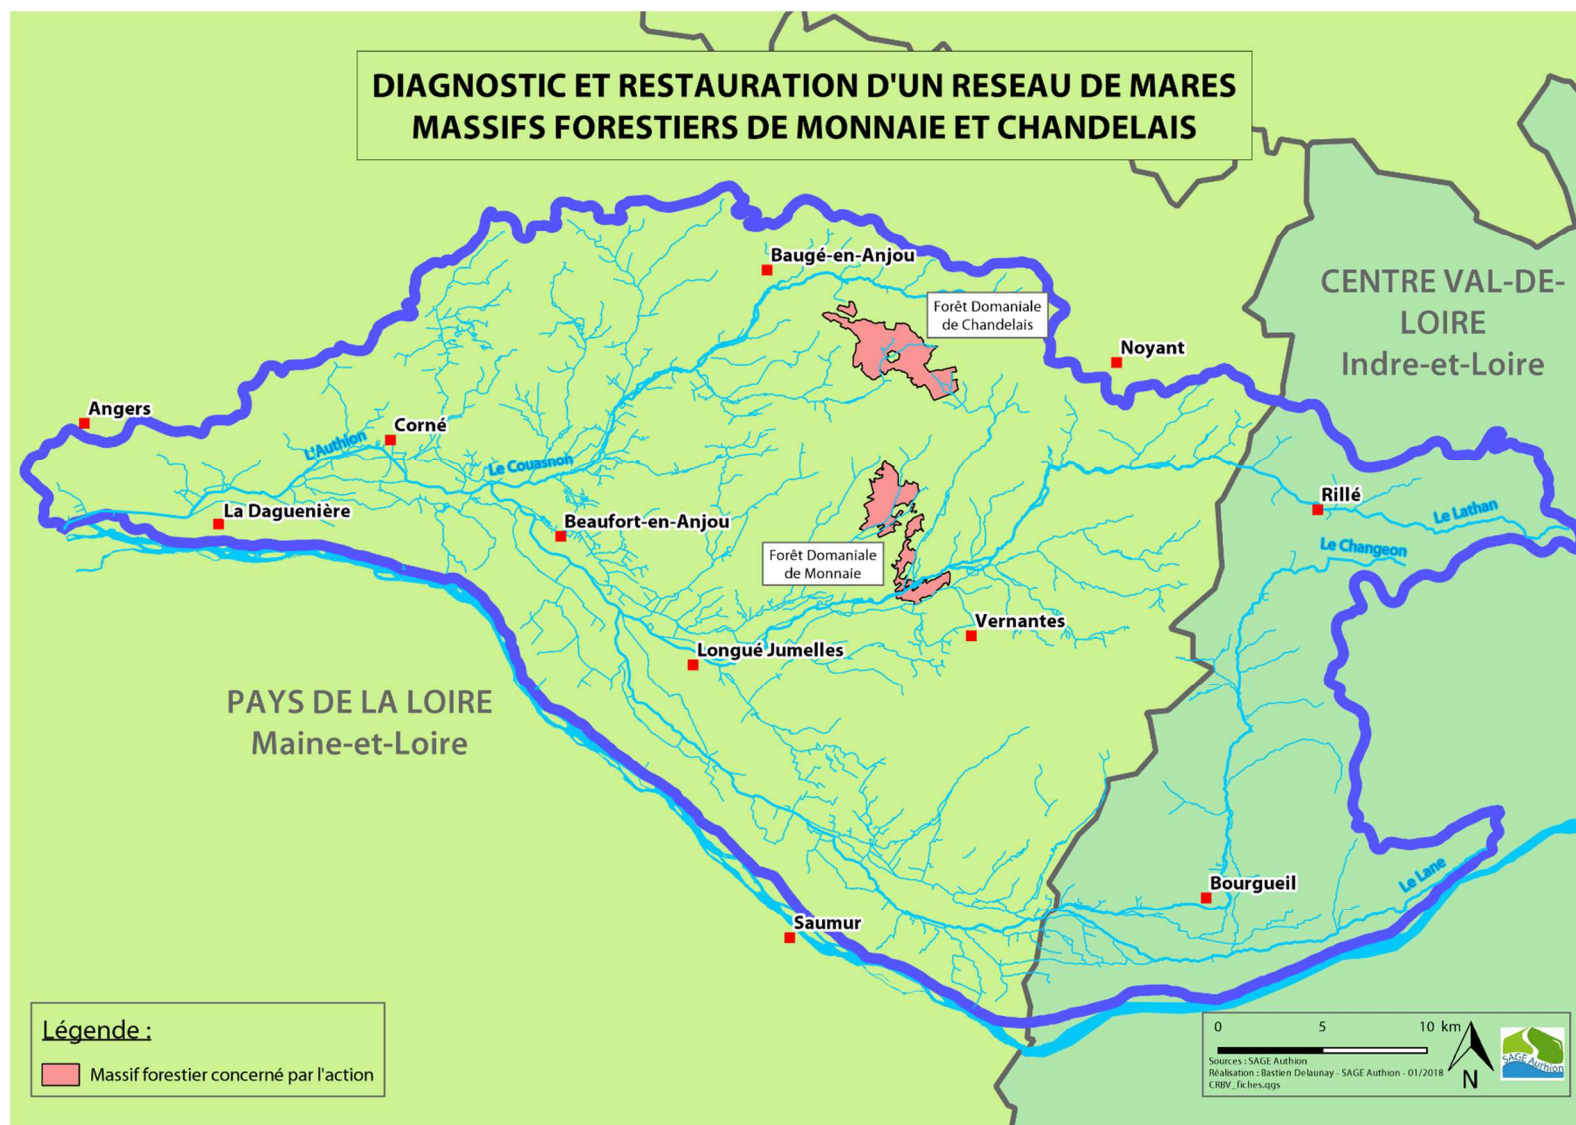 DIAGNOSTIC ET RESTAURATION D'UN RESEAU DE MARES
MASSIFS FORESTIERS DE MONNAIE ET CHANDELAIS
Baugé-en-Anjou
CENTRE VAL-DE-
LOIRE
Indre-et-Loire
Forêt Domaniale
de Chandelais
Noyant
Angers
Corné
L'Authion
Le Couasnon
Rillé
La Daguenière
Le Lathan
Beaufort-en-Anjou
Le Changeon
Forêt Domaniale
de Monnaie
Vernantes
Longué Jumelles
PAYS DE LA LOIRE
Maine-et-Loire
Le Lane
Bourgueil
Saumur
Légende :
Massif forestier concerné par l'action
0 5 10 km
Sources : SAGE Authion
Réalisation : Bastien Delaunay - SAGE Authion - 01/2018
CRBV_fiches.qgs
N
SAGE Authion